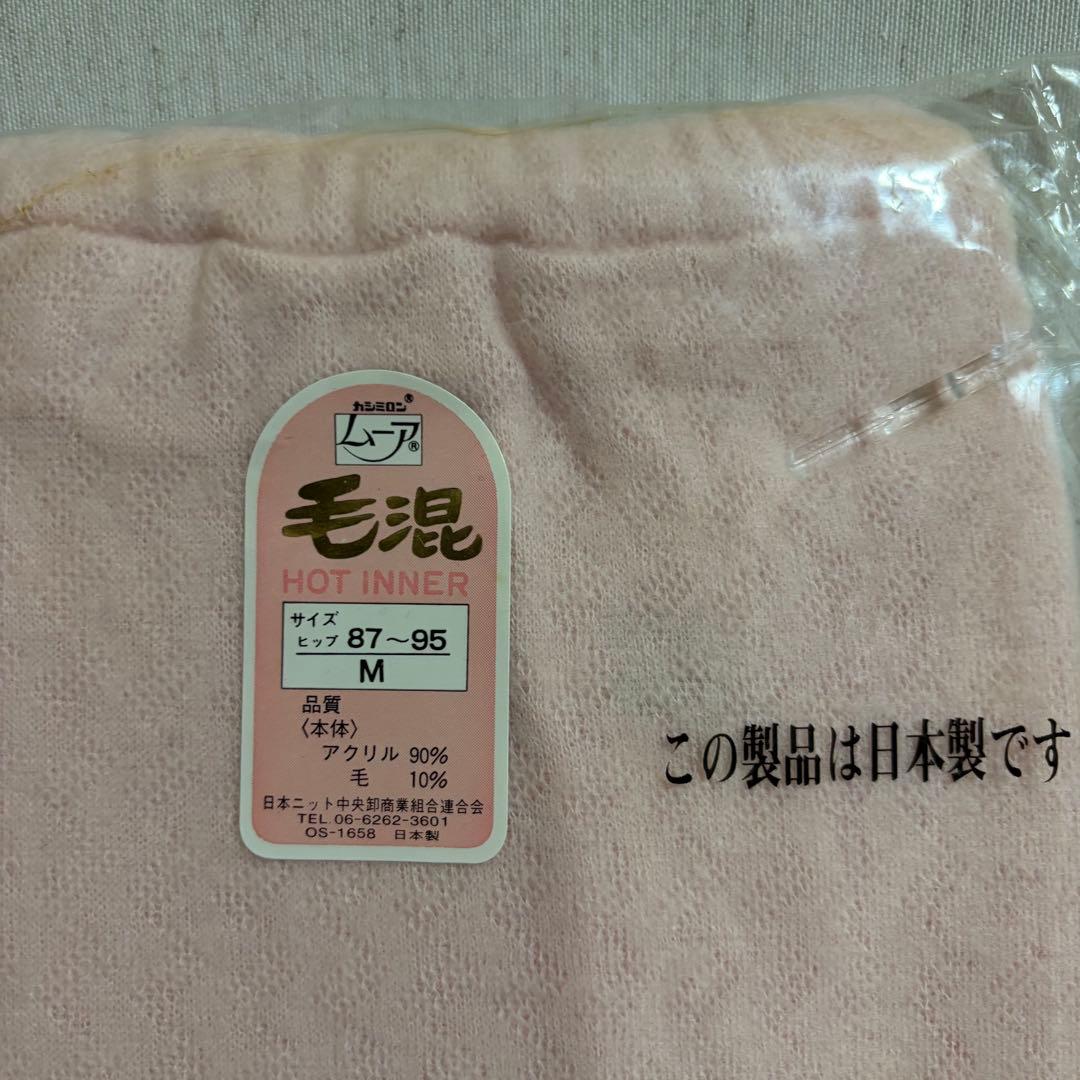 カシミロン®
ムーア®
毛混
HOT INNER
サイズ
ヒップ 87〜95
M
品質
〈本体〉
アクリル 90%
毛 10%
日本ニット中央卸商業組合連合会
TEL.06-6262-3601
OS-1658 日本製
この製品は日本製です